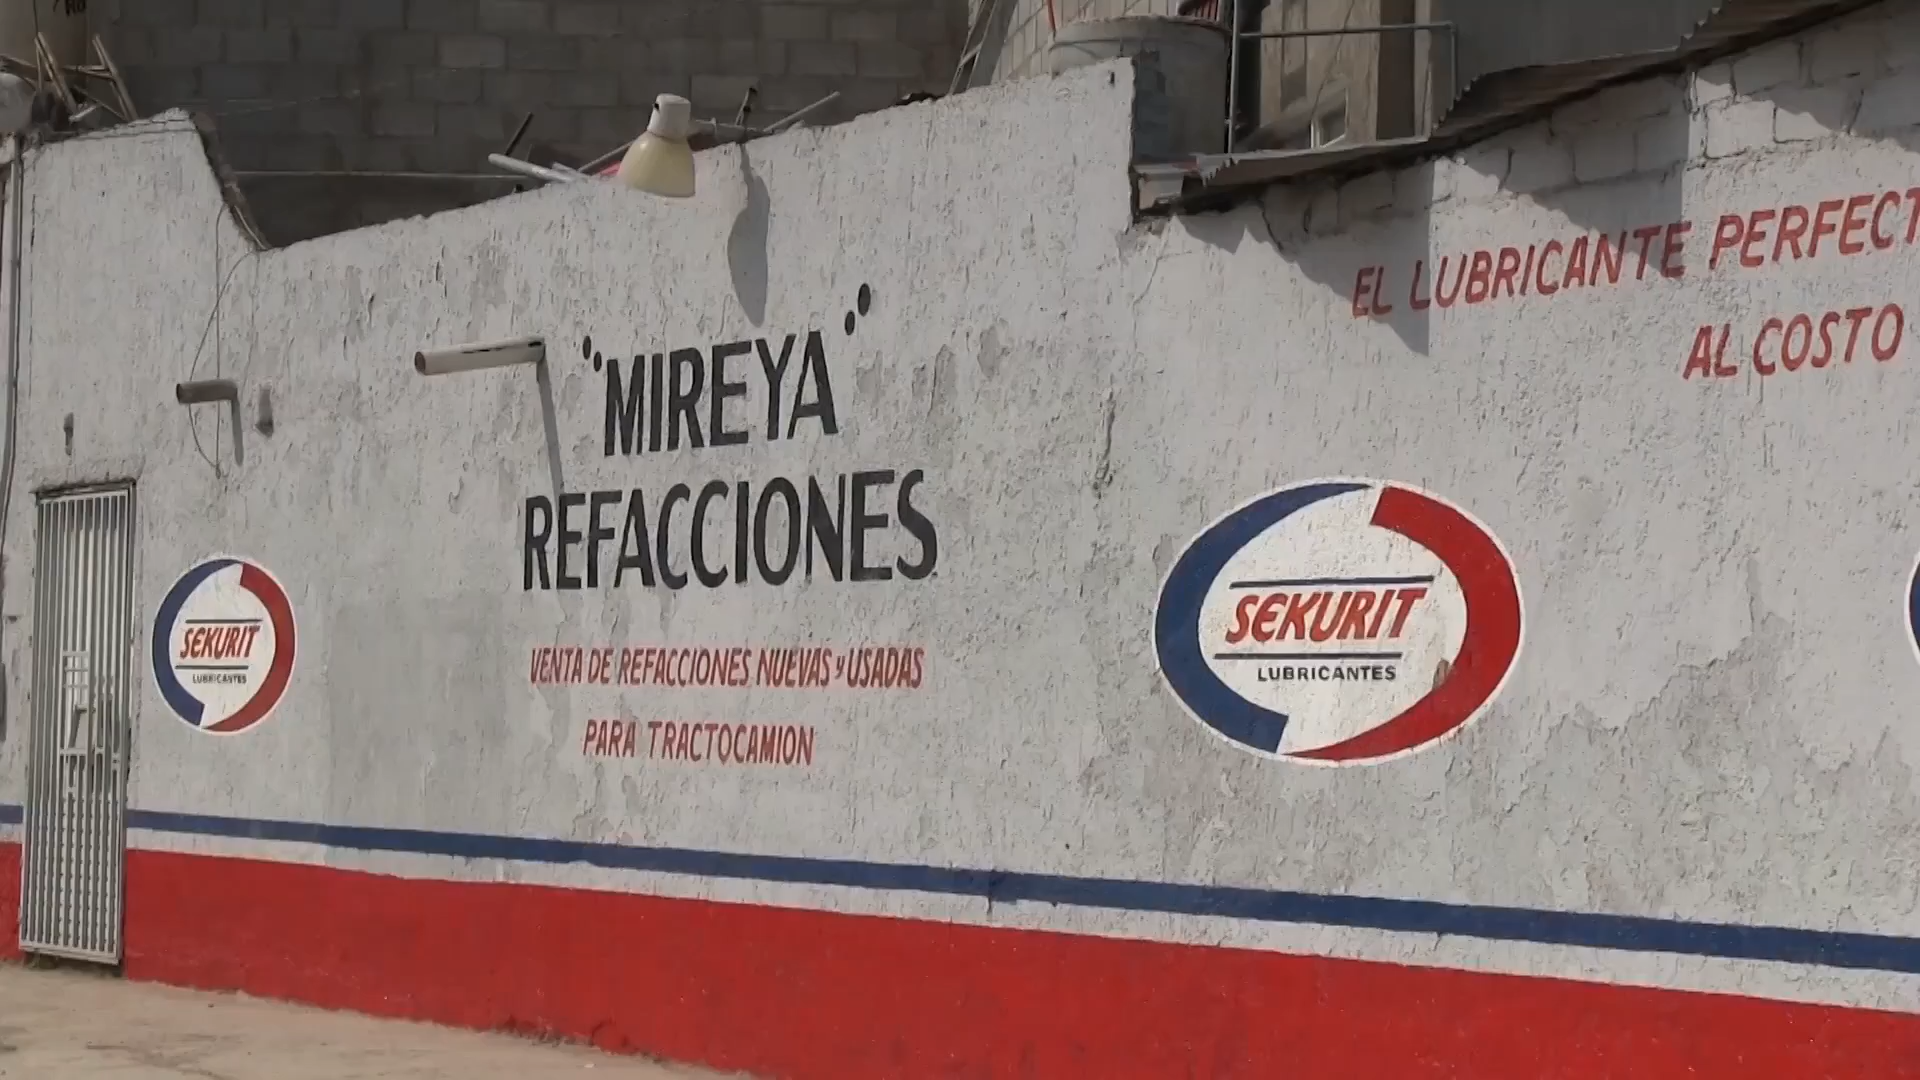 "MIREYA"
REFACCIONES
VENTA DE REFACCIONES NUEVAS y USADAS
PARA TRACTOCAMION
SEKURIT
LUBRICANTES
EL LUBRICANTE PERFECT
AL COSTO
SEKURIT
LUBRICANTES